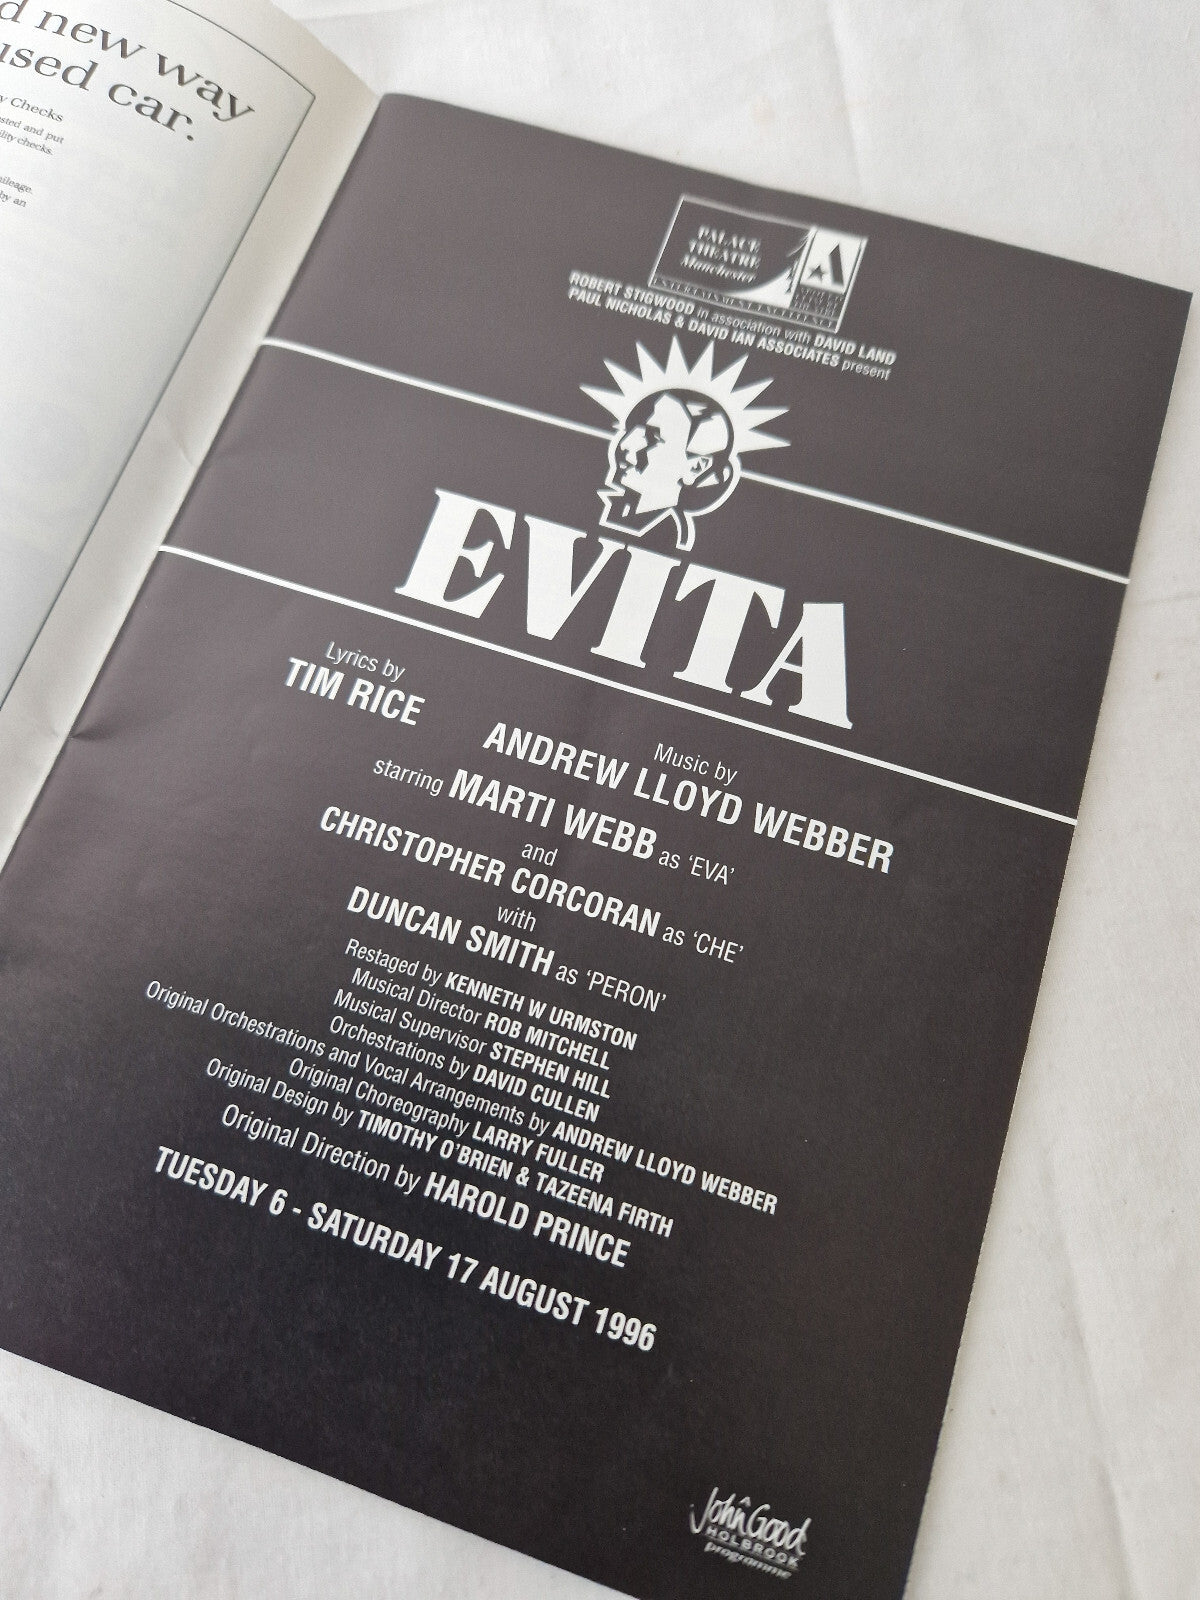 d new way
used car.
y Checks
sted and put
ility checks.
mileage.
by an
PALACE
THEATRE
Manchester
ENTERTAINMENT EXCELLENCE
ROBERT STIGWOOD in association with DAVID LAND
PAUL NICHOLAS & DAVID IAN ASSOCIATES present
EVITA
Lyrics by
TIM RICE
Music by
ANDREW LLOYD WEBBER
starring MARTI WEBB as ‘EVA’
and
CHRISTOPHER CORCORAN as ‘CHE’
with
DUNCAN SMITH as ‘PERON’
Restaged by KENNETH W URMSTON
Musical Director ROB MITCHELL
Musical Supervisor STEPHEN HILL
Orchestrations by DAVID CULLEN
Original Orchestrations and Vocal Arrangements by ANDREW LLOYD WEBBER
Original Choreography LARRY FULLER
Original Design by TIMOTHY O’BRIEN & TAZEENA FIRTH
Original Direction by HAROLD PRINCE
TUESDAY 6 - SATURDAY 17 AUGUST 1996
A
John Good
HOLBROOK
programme